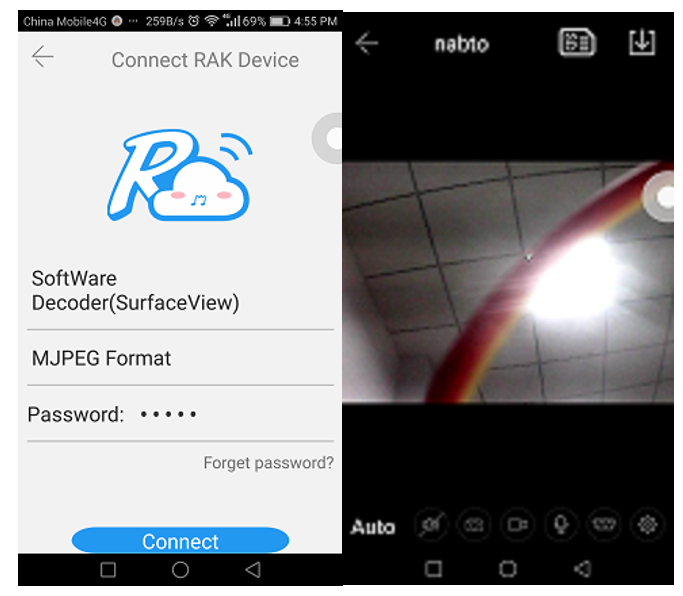 China Mobile4G ··· 259B/s 4G 69% 4:55 PM
Connect RAK Device
R
SoftWare
Decoder(SurfaceView)
MJPEG Format
Password: •••••
Forget password?
Connect
nabto
Auto